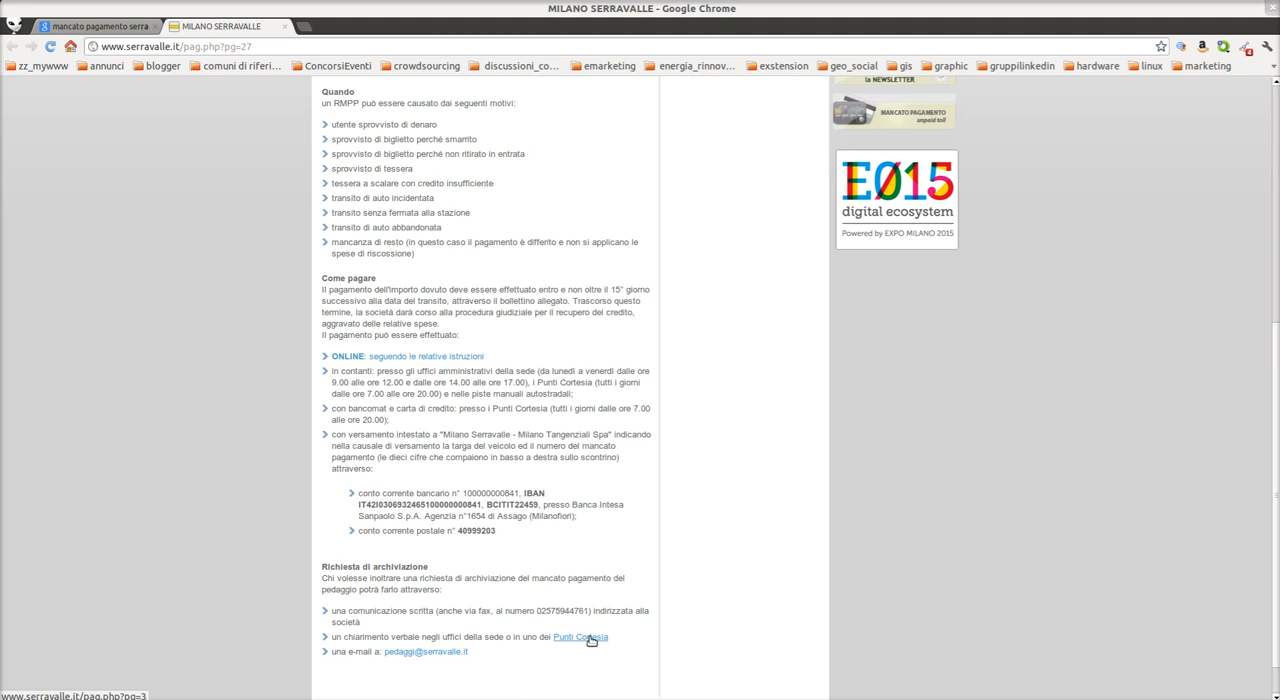 MILANO SERRAVALLE - Google Chrome
mancato pagamento serra
MILANO SERRAVALLE
www.serravalle.it/pag.php?pg=27
zz_mywww annunci blogger comuni di riferi... ConcorsiEventi crowdsourcing discussioni_co... emarketing energia_rinnov... exstension geo_social gis graphic gruppilinkedin hardware linux marketing
la NEWSLETTER
MANCATO PAGAMENTO
unpaid toll
E015
digital ecosystem
Powered by EXPO MILANO 2015
Quando
un RMPP può essere causato dai seguenti motivi:
utente sprovvisto di denaro
sprovvisto di biglietto perché smarrito
sprovvisto di biglietto perché non ritirato in entrata
sprovvisto di tessera
tessera a scalare con credito insufficiente
transito di auto incidentata
transito senza fermata alla stazione
transito di auto abbandonata
mancanza di resto (in questo caso il pagamento è differito e non si applicano le
spese di riscossione)
Come pagare
Il pagamento dell'importo dovuto deve essere effettuato entro e non oltre il 15° giorno
successivo alla data del transito, attraverso il bollettino allegato. Trascorso questo
termine, la società darà corso alla procedura giudiziale per il recupero del credito,
aggravato delle relative spese.
Il pagamento può essere effettuato:
ONLINE: seguendo le relative istruzioni
in contanti: presso gli uffici amministrativi della sede (da lunedì a venerdì dalle ore
9.00 alle ore 12.00 e dalle ore 14.00 alle ore 17.00), i Punti Cortesia (tutti i giorni
dalle ore 7.00 alle ore 20.00) e nelle piste manuali autostradali;
con bancomat e carta di credito: presso i Punti Cortesia (tutti i giorni dalle ore 7.00
alle ore 20.00);
con versamento intestato a "Milano Serravalle - Milano Tangenziali Spa" indicando
nella causale di versamento la targa del veicolo ed il numero del mancato
pagamento (le dieci cifre che compaiono in basso a destra sullo scontrino)
attraverso:
conto corrente bancario n° 100000000841, IBAN
IT42I0306932465100000000841, BCITIT22459, presso Banca Intesa
Sanpaolo S.p.A. Agenzia n°1654 di Assago (Milanofiori);
conto corrente postale n° 40999203
Richiesta di archiviazione
Chi volesse inoltrare una richiesta di archiviazione del mancato pagamento del
pedaggio potrà farlo attraverso:
una comunicazione scritta (anche via fax, al numero 02575944761) indirizzata alla
società
un chiarimento verbale negli uffici della sede o in uno dei Punti Cortesia
una e-mail a: pedaggi@serravalle.it
www.serravalle.it/pag.php?pg=3